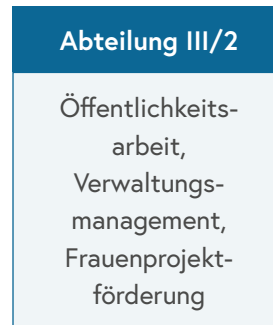 Abteilung III/2
Öffentlichkeits-
arbeit,
Verwaltungs-
management,
Frauenprojekt-
förderung